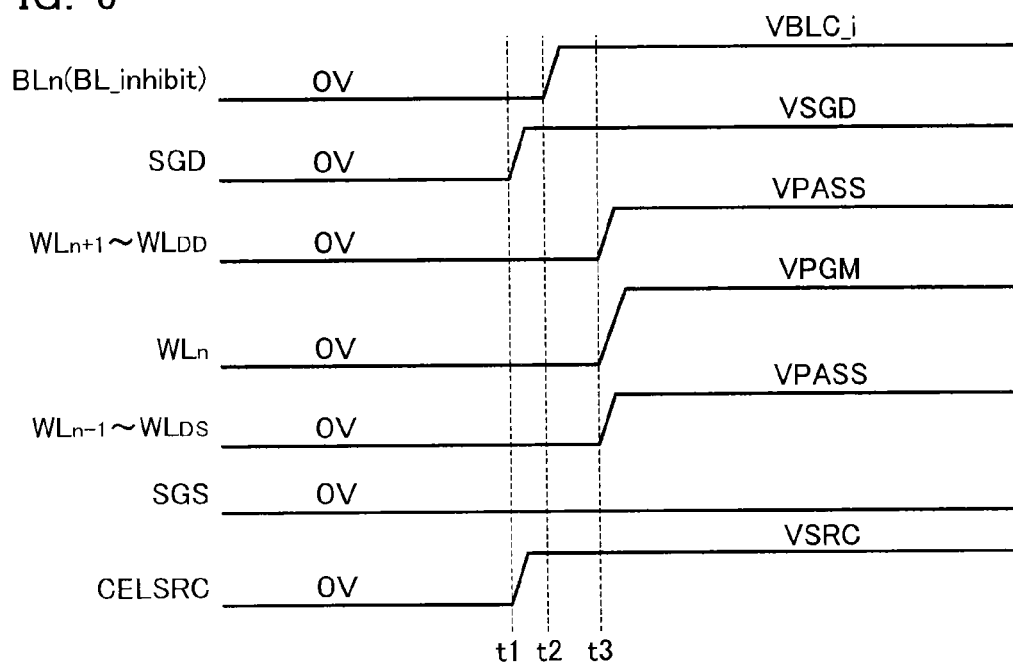 VBLC_i
BLn(BL_inhibit) 0V
VSGD
SGD 0V
VPASS
WLn+1~WLDD 0V
VPGM
WLn 0V
VPASS
WLn-1~WLDS 0V
SGS 0V
VSRC
CELSRC 0V
t1 t2 t3